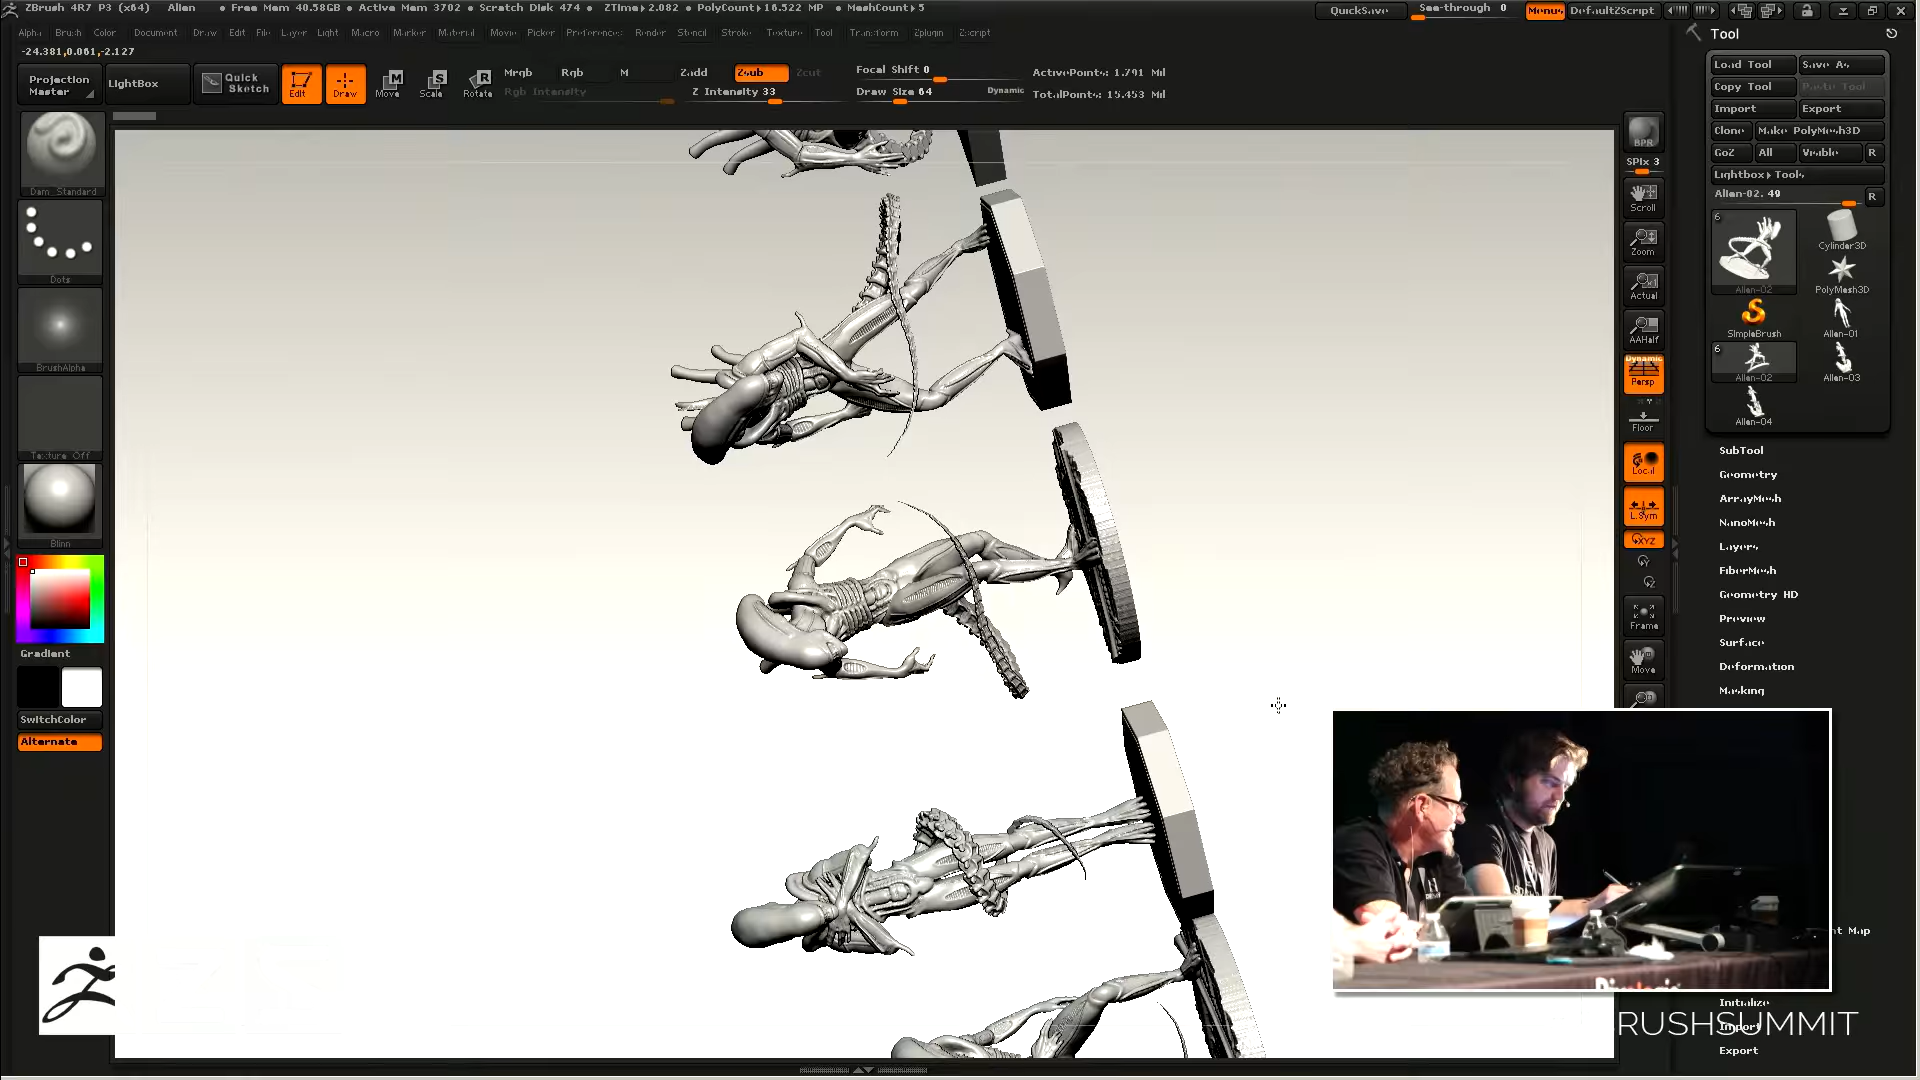 ZBrush 4R7 P3 (x64) Alien • Free Mem 40.58GB • Active Mem 3702 • Scratch Disk 474 • ZTime▸2.082 • PolyCount▸16.522 MP • MeshCount▸5
QuickSave See-through 0 Menus DefaultZScript
Alpha Brush Color Document Draw Edit File Layer Light Macro Marker Material Movie Picker Preferences Render Stencil Stroke Texture Tool Transform Zplugin Zscript
-24.381,0.061,-2.127
Projection Master
LightBox
Quick Sketch
Edit
Draw
Move
Scale
Rotate
Mrgb Rgb M
Rgb Intensity
Zadd Zsub Zcut
Z Intensity 33
Focal Shift 0
Draw Size 64
Dynamic
ActivePoints: 1.791 Mil
TotalPoints: 15.453 Mil
Dam_Standard
Dots
BrushAlpha
Texture Off
Blinn
Gradient
SwitchColor
Alternate
BPR
SPix 3
Scroll
Zoom
Actual
AAHalf
Dynamic
Persp
Floor
Local
L.Sym
XYZ
Frame
Move
Tool
Load Tool Save As
Copy Tool Paste Tool
Import Export
Clone Make PolyMesh3D
GoZ All Visible R
Lightbox▸Tools
Alien-02. 49 R
6
Alien-02
Cylinder3D
PolyMesh3D
SimpleBrush
Alien-01
6
Alien-02
Alien-03
Alien-04
SubTool
Geometry
ArrayMesh
NanoMesh
Layers
FiberMesh
Geometry HD
Preview
Surface
Deformation
Masking
nt Map
Initialize
Import
Export
RUSHSUMMIT